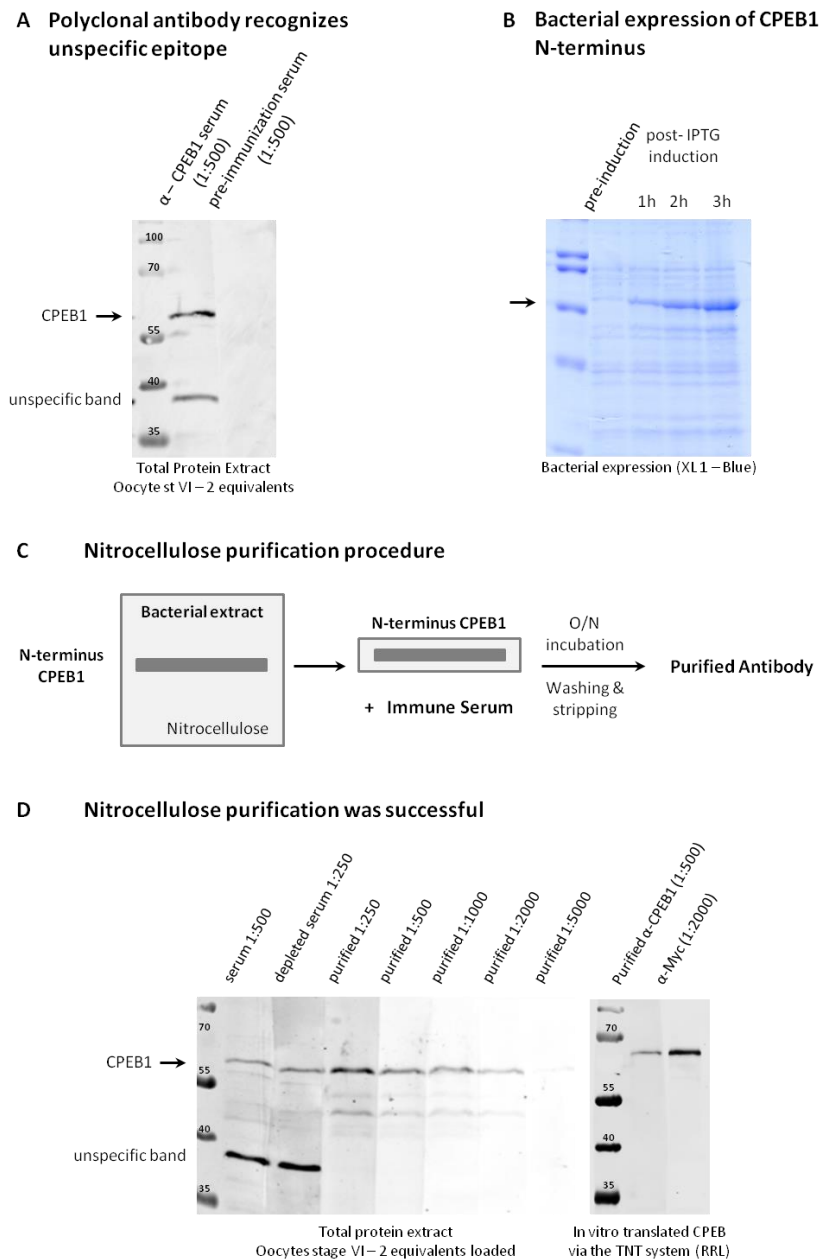 A Polyclonal antibody recognizes
unspecific epitope
α – CPEB1 serum
(1:500)
pre-immunization serum
(1:500)
100
70
CPEB1
55
40
unspecific band
35
Total Protein Extract
Oocyte st VI – 2 equivalents
B Bacterial expression of CPEB1
N-terminus
pre-induction
post- IPTG
induction
1h 2h 3h
Bacterial expression (XL1 – Blue)
C Nitrocellulose purification procedure
Bacterial extract
N-terminus
CPEB1
Nitrocellulose
N-terminus CPEB1
+ Immune Serum
O/N
incubation
Washing &
stripping
Purified Antibody
D Nitrocellulose purification was successful
serum 1:500
depleted serum 1:250
purified 1:250
purified 1:500
purified 1:1000
purified 1:2000
purified 1:5000
70
CPEB1
55
40
unspecific band
35
Total protein extract
Oocytes stage VI – 2 equivalents loaded
Purified α-CPEB1 (1:500)
α-Myc (1:2000)
70
55
40
35
In vitro translated CPEB
via the TNT system (RRL)